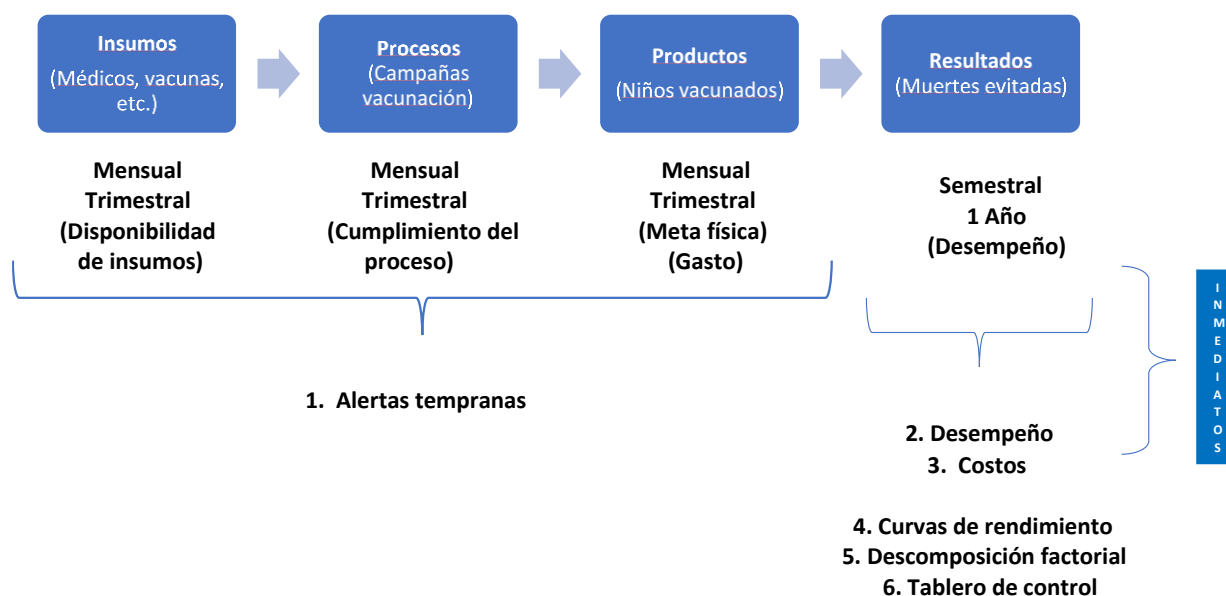 Insumos
(Médicos, vacunas,
etc.)
Procesos
(Campañas
vacunación)
Productos
(Niños vacunados)
Resultados
(Muertes evitadas)
Mensual
Trimestral
(Disponibilidad
de insumos)
Mensual
Trimestral
(Cumplimiento del
proceso)
Mensual
Trimestral
(Meta física)
(Gasto)
Semestral
1 Año
(Desempeño)
INMEDIATOS
1. Alertas tempranas
2. Desempeño
3. Costos
4. Curvas de rendimiento
5. Descomposición factorial
6. Tablero de control